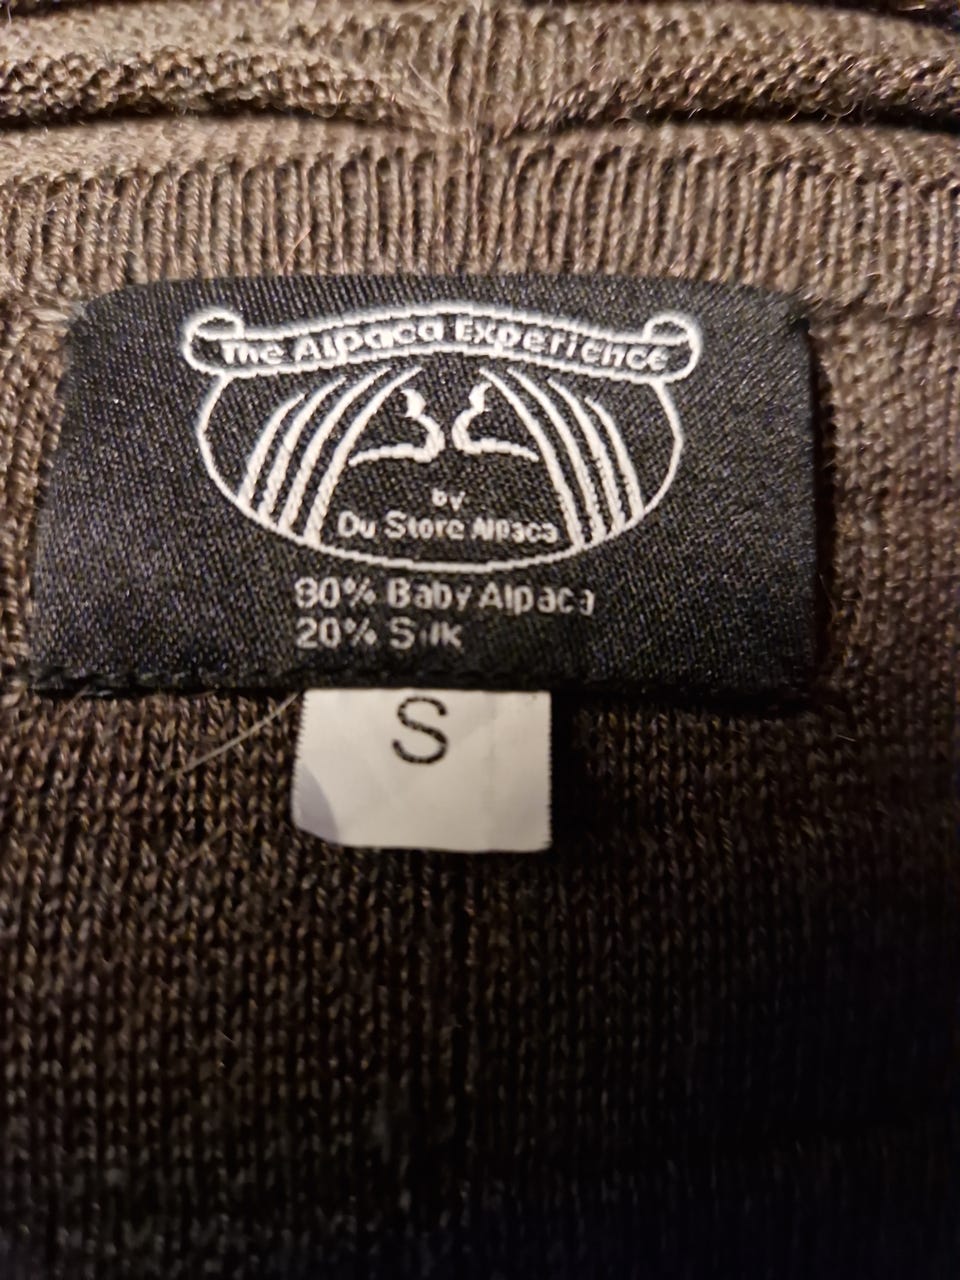 The Alpaca Experience
by
Du Store Alpaca
80% Baby Alpaca
20% Silk
S